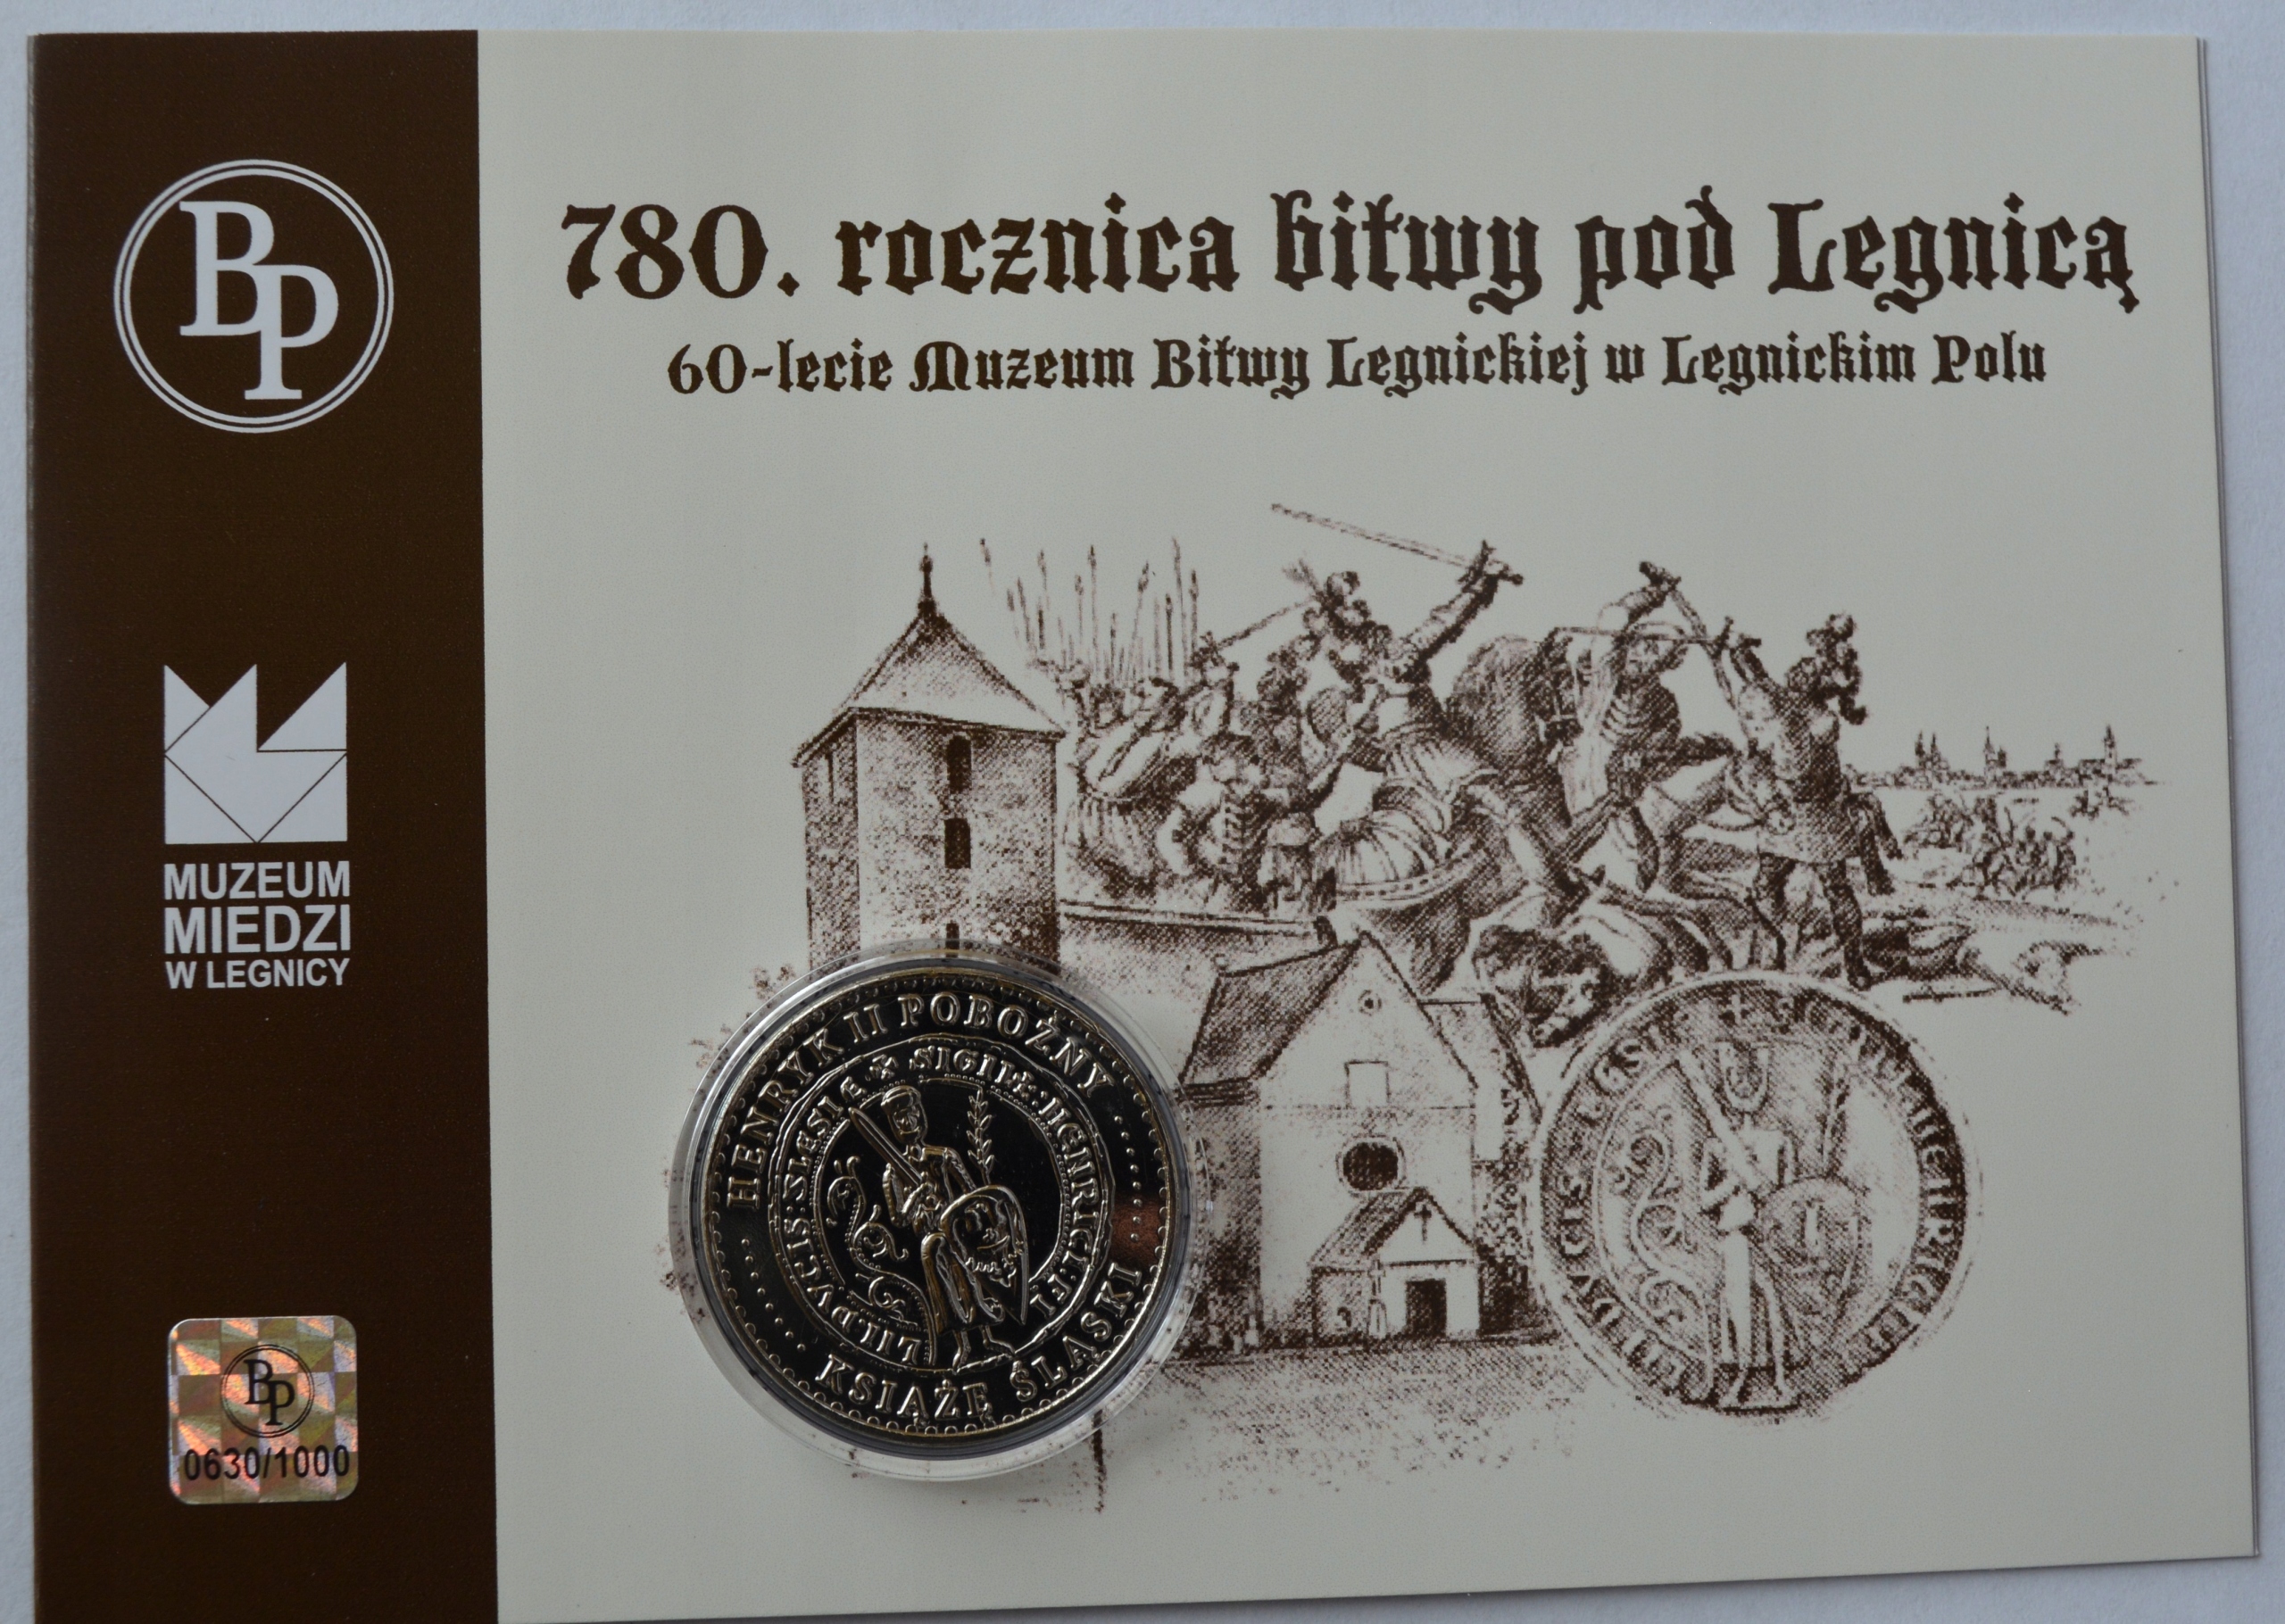 BP
780. rocznica bitwy pod Legnicą
60-lecie Muzeum Bitwy Legnickiej w Legnickim Polu
MUZEUM
MIEDZI
W LEGNICY
HENRYK II POBOŻNY
KSIĄŻĘ ŚLĄSKI
BP
0630/1000